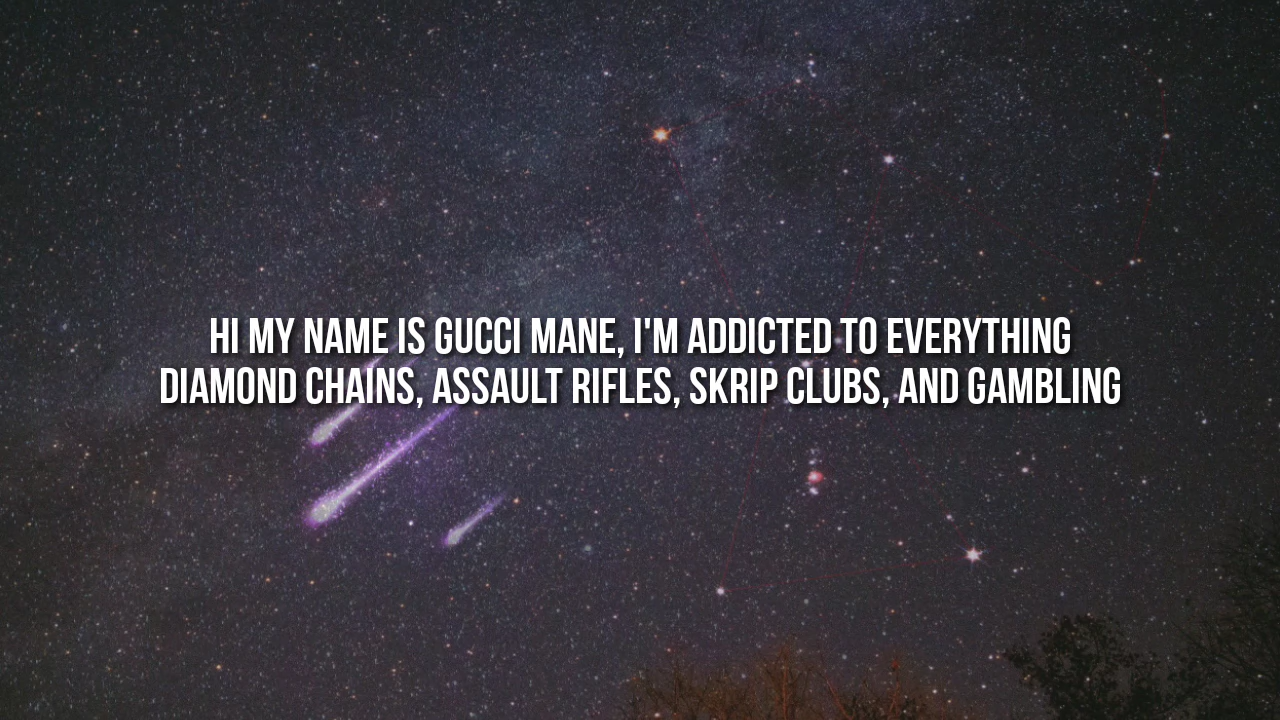 HI MY NAME IS GUCCI MANE, I'M ADDICTED TO EVERYTHING
DIAMOND CHAINS, ASSAULT RIFLES, SKRIP CLUBS, AND GAMBLING